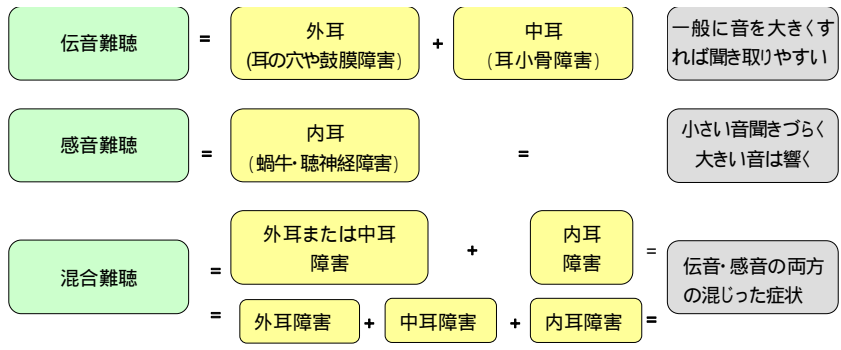 伝音難聴
=
外耳
(耳の穴や鼓膜障害)
+
中耳
(耳小骨障害)
一般に音を大きくす
れば聞き取りやすい
感音難聴
=
内耳
(蝸牛・聴神経障害)
=
小さい音聞きづらく
大きい音は響く
混合難聴
=
外耳または中耳
障害
+
内耳
障害
=
伝音・感音の両方
の混じった症状
=
外耳障害
+
中耳障害
+
内耳障害
=